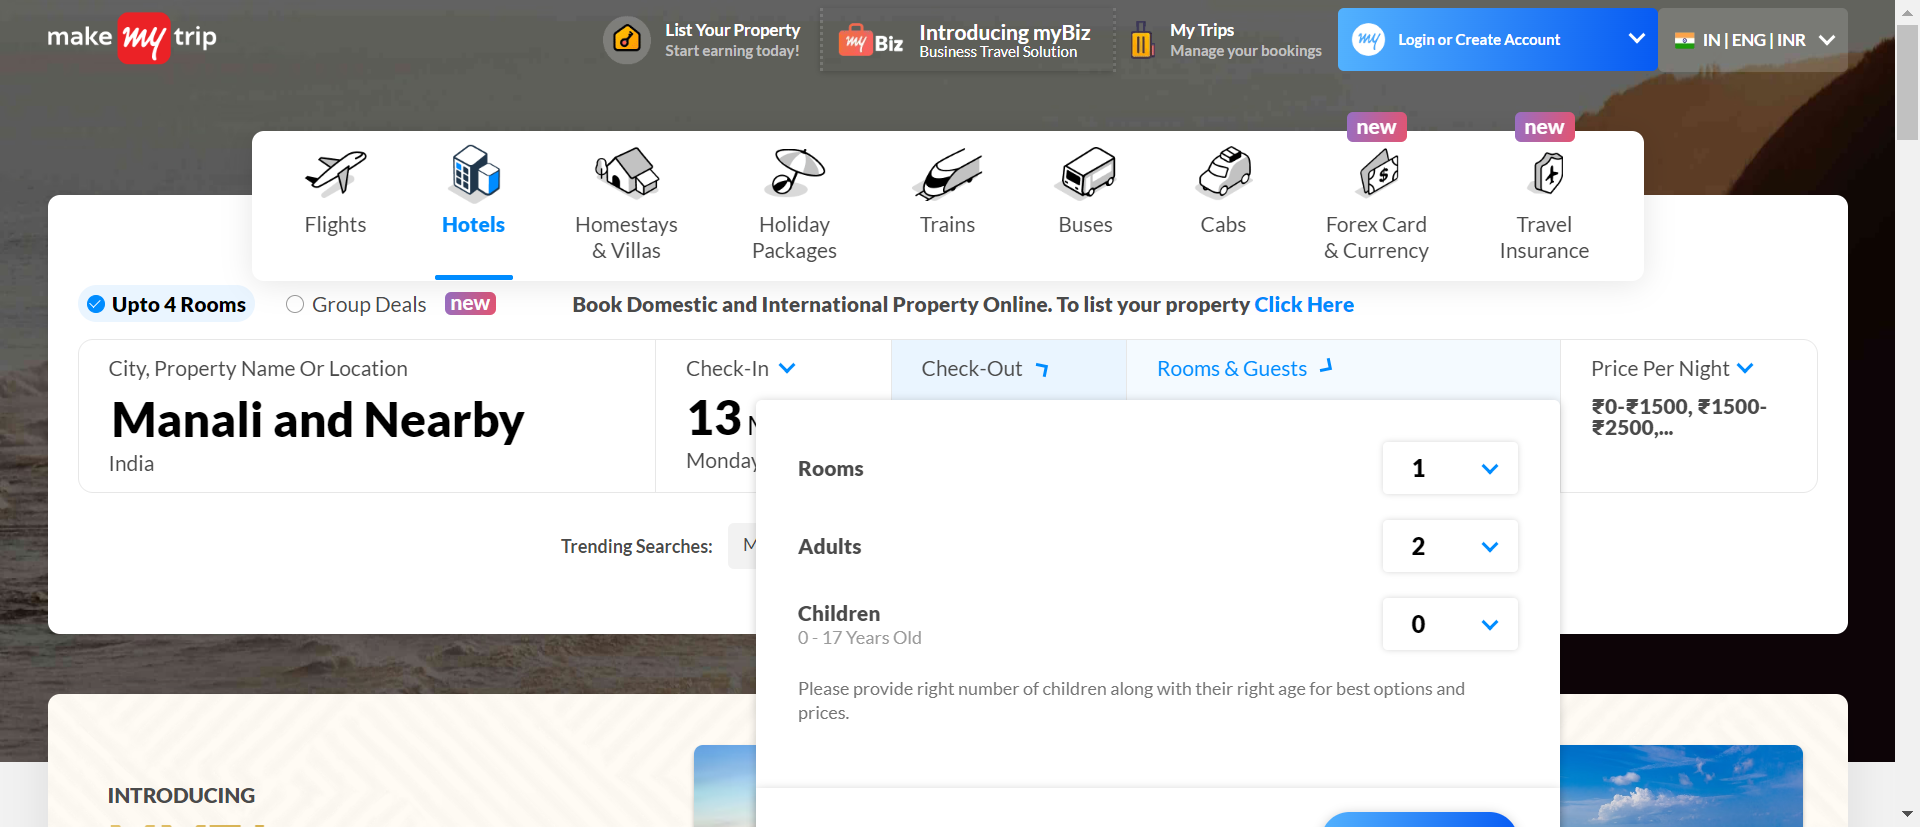 make my trip
List Your Property
Start earning today!
my Biz
Introducing myBiz
Business Travel Solution
My Trips
Manage your bookings
my
Login or Create Account
IN | ENG | INR
new
new
Flights
Hotels
Homestays
& Villas
Holiday
Packages
Trains
Buses
Cabs
Forex Card
& Currency
Travel
Insurance
Upto 4 Rooms
Group Deals
new
Book Domestic and International Property Online. To list your property Click Here
City, Property Name Or Location
Manali and Nearby
India
Check-In
13
Monday
Check-Out
Rooms & Guests
Price Per Night
₹0-₹1500, ₹1500-
₹2500,...
Rooms
1
Adults
2
Children
0 - 17 Years Old
0
Please provide right number of children along with their right age for best options and
prices.
Trending Searches:
INTRODUCING